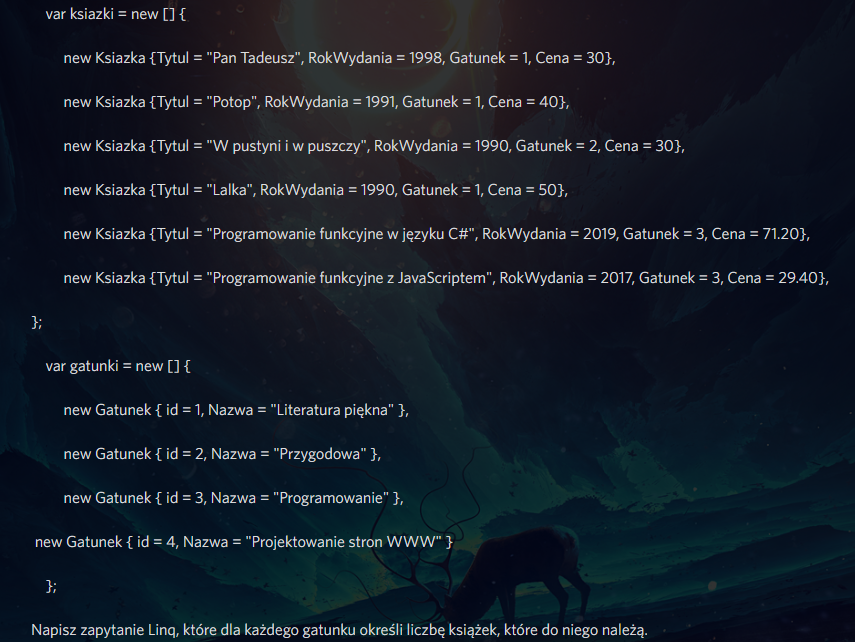 var ksiazki = new [] {
new Ksiazka {Tytul = "Pan Tadeusz", RokWydania = 1998, Gatunek = 1, Cena = 30},
new Ksiazka {Tytul = "Potop", RokWydania = 1991, Gatunek = 1, Cena = 40},
new Ksiazka {Tytul = "W pustyni i w puszczy", RokWydania = 1990, Gatunek = 2, Cena = 30},
new Ksiazka {Tytul = "Lalka", RokWydania = 1990, Gatunek = 1, Cena = 50},
new Ksiazka {Tytul = "Programowanie funkcyjne w języku C#", RokWydania = 2019, Gatunek = 3, Cena = 71.20},
new Ksiazka {Tytul = "Programowanie funkcyjne z JavaScriptem", RokWydania = 2017, Gatunek = 3, Cena = 29.40},
};
var gatunki = new [] {
new Gatunek { id = 1, Nazwa = "Literatura piękna" },
new Gatunek { id = 2, Nazwa = "Przygodowa" },
new Gatunek { id = 3, Nazwa = "Programowanie" },
new Gatunek { id = 4, Nazwa = "Projektowanie stron WWW" }
};
Napisz zapytanie Linq, które dla każdego gatunku określi liczbę książek, które do niego należą.